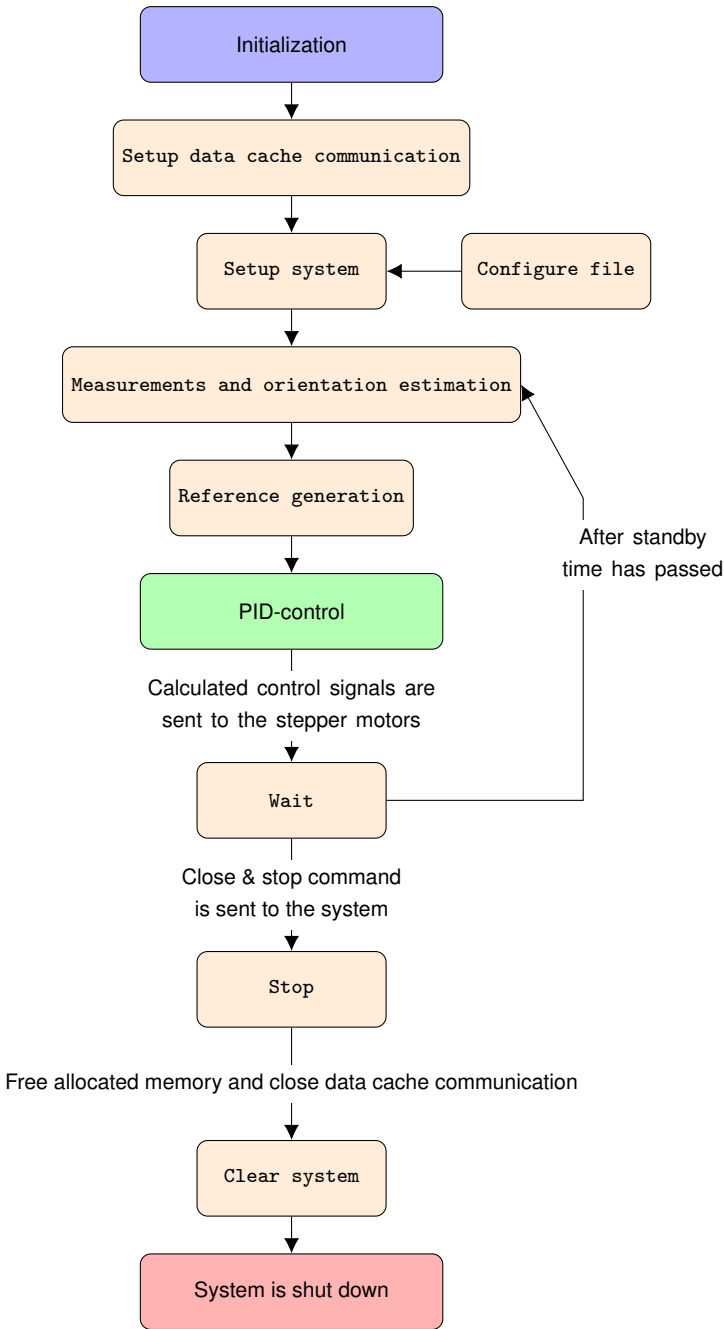 Initialization
Setup data cache communication
Setup system
Configure file
Measurements and orientation estimation
Reference generation
After standby
time has passed
PID-control
Calculated control signals are
sent to the stepper motors
Wait
Close & stop command
is sent to the system
Stop
Free allocated memory and close data cache communication
Clear system
System is shut down